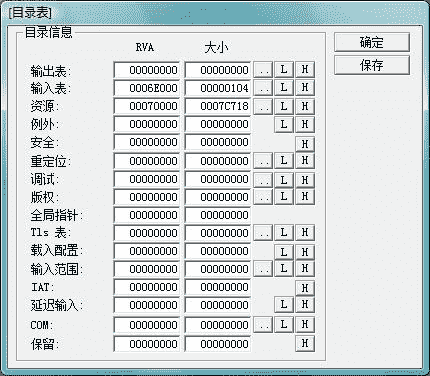 [目录表]
目录信息
RVA 大小
确定
保存
输出表: 00000000 00000000 .. L H
输入表: 0006E000 00000104 .. L H
资源: 00070000 0007C718 .. L H
例外: 00000000 00000000 L H
安全: 00000000 00000000 H
重定位: 00000000 00000000 .. L H
调试: 00000000 00000000 .. L H
版权: 00000000 00000000 .. L H
全局指针: 00000000 00000000
Tls 表: 00000000 00000000 .. L H
载入配置: 00000000 00000000 L H
输入范围: 00000000 00000000 .. L H
IAT: 00000000 00000000 H
延迟输入: 00000000 00000000 L H
COM: 00000000 00000000 .. L H
保留: 00000000 00000000 H